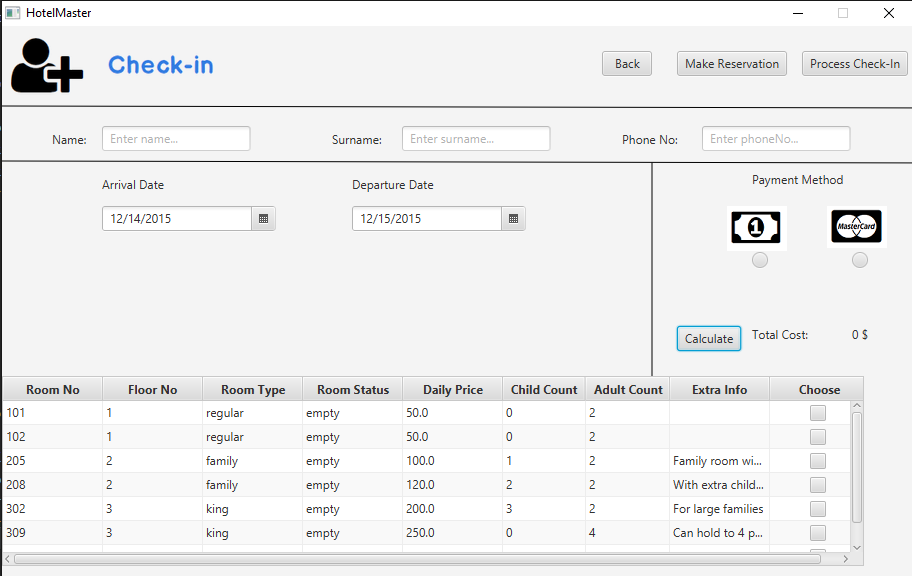 HotelMaster
Check-in
Back
Make Reservation
Process Check-In
Name: Enter name...
Surname: Enter surname...
Phone No: Enter phoneNo...
Arrival Date
Departure Date
12/14/2015
12/15/2015
Payment Method
1
MasterCard
Calculate
Total Cost: 0 $
Room No Floor No Room Type Room Status Daily Price Child Count Adult Count Extra Info Choose
101 1 regular empty 50.0 0 2
102 1 regular empty 50.0 0 2
205 2 family empty 100.0 1 2 Family room wi...
208 2 family empty 120.0 2 2 With extra child...
302 3 king empty 200.0 3 2 For large families
309 3 king empty 250.0 0 4 Can hold to 4 p...